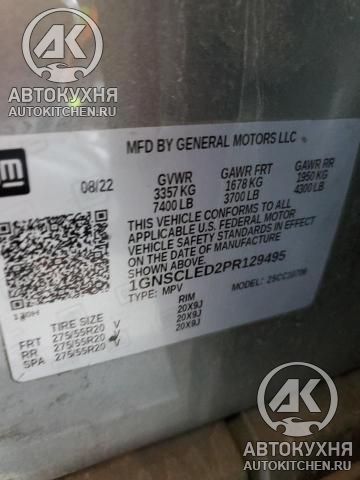 АК
АВТОКУХНЯ
AUTOKITCHEN.RU
MFD BY GENERAL MOTORS LLC
08/22
GVWR GAWR FRT GAWR RR
3357 KG 1678 KG 1950 KG
7400 LB 3700 LB 4300 LB
THIS VEHICLE CONFORMS TO ALL
APPLICABLE U.S. FEDERAL MOTOR
VEHICLE SAFETY AND
STANDARDS IN EFFECT ON THE DATE OF
MANUFACTURE SHOWN ABOVE.
1GNSCLED2PR129495
TYPE: MPV MODEL:
TIRE SIZE RIM
FRT 275/55R20 V 20X9J
RR 275/55R20 V 20X9J
SPA 275/55R20 20X9J
АК
АВТОКУХНЯ
AUTOKITCHEN.RU